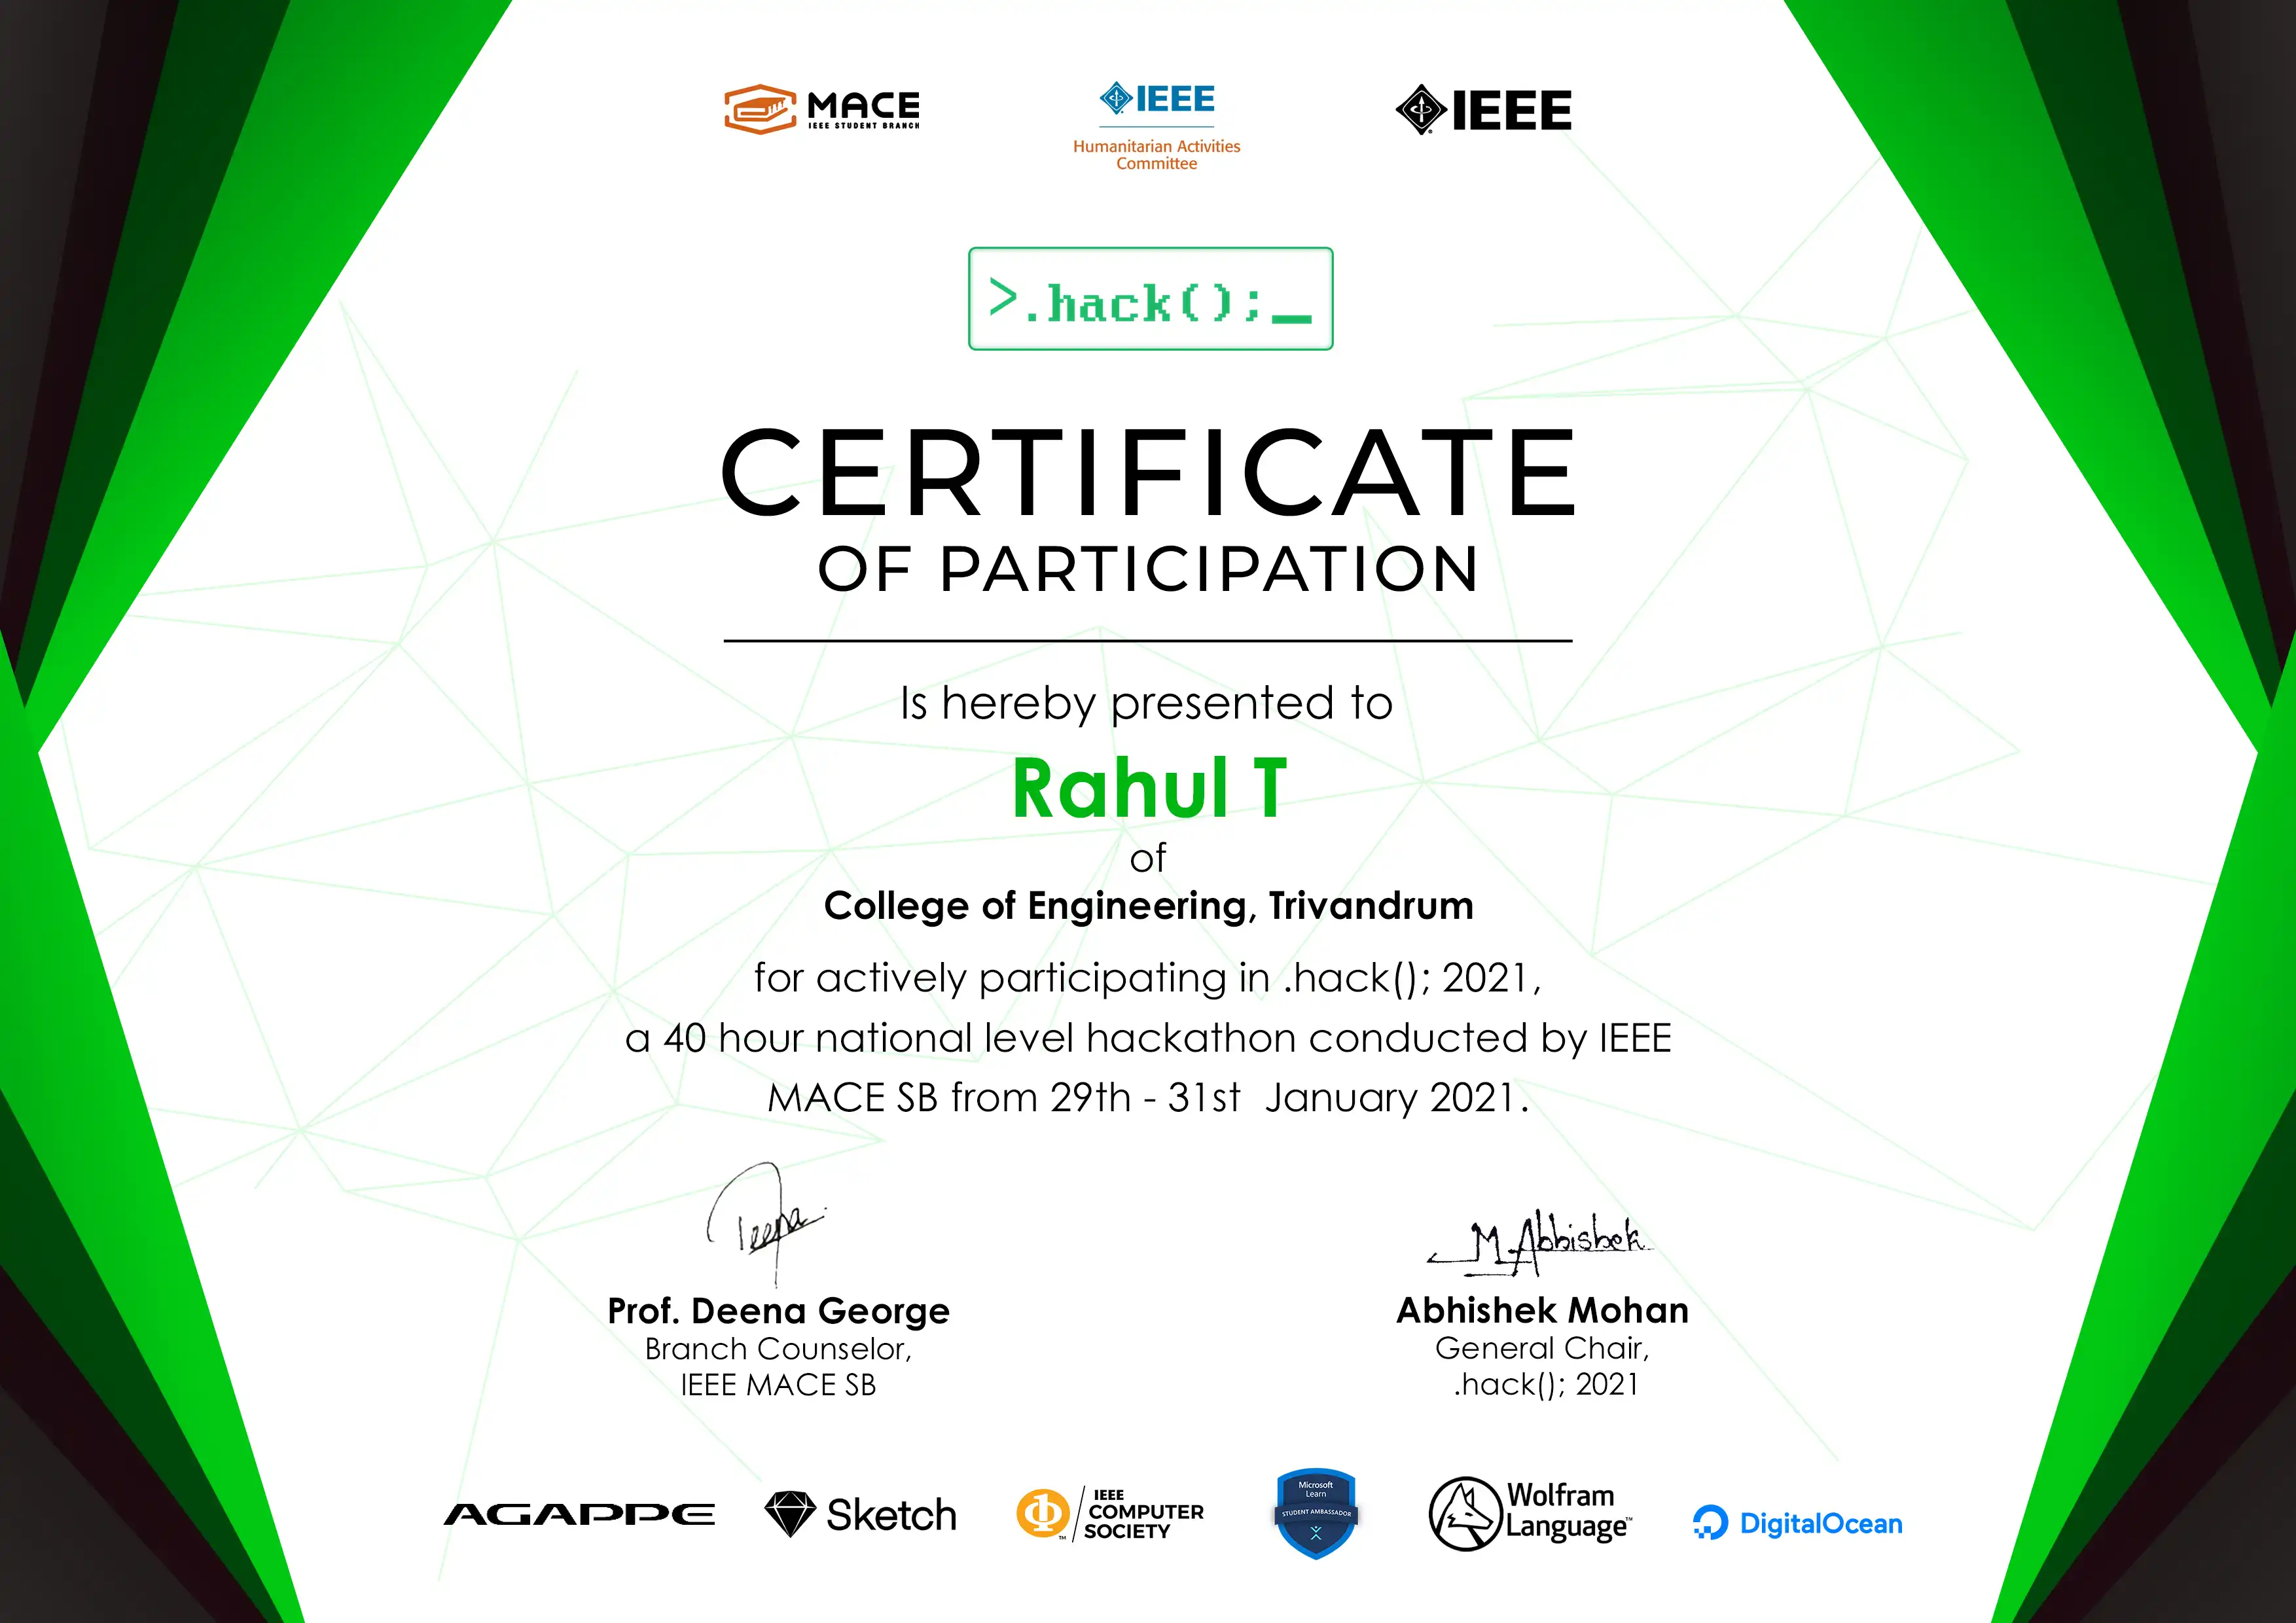 MACE
IEEE STUDENT BRANCH
IEEE
Humanitarian Activities
Committee
IEEE
>.hack();_
CERTIFICATE
OF PARTICIPATION
Is hereby presented to
Rahul T
of
College of Engineering, Trivandrum
for actively participating in .hack(); 2021,
a 40 hour national level hackathon conducted by IEEE
MACE SB from 29th - 31st January 2021.
Deena
M Abhishek
Prof. Deena George
Branch Counselor,
IEEE MACE SB
Abhishek Mohan
General Chair,
.hack(); 2021
AGAPPE
Sketch
IEEE
COMPUTER
SOCIETY
TM
Microsoft
Learn
STUDENT AMBASSADOR
Wolfram
Language™
DigitalOcean